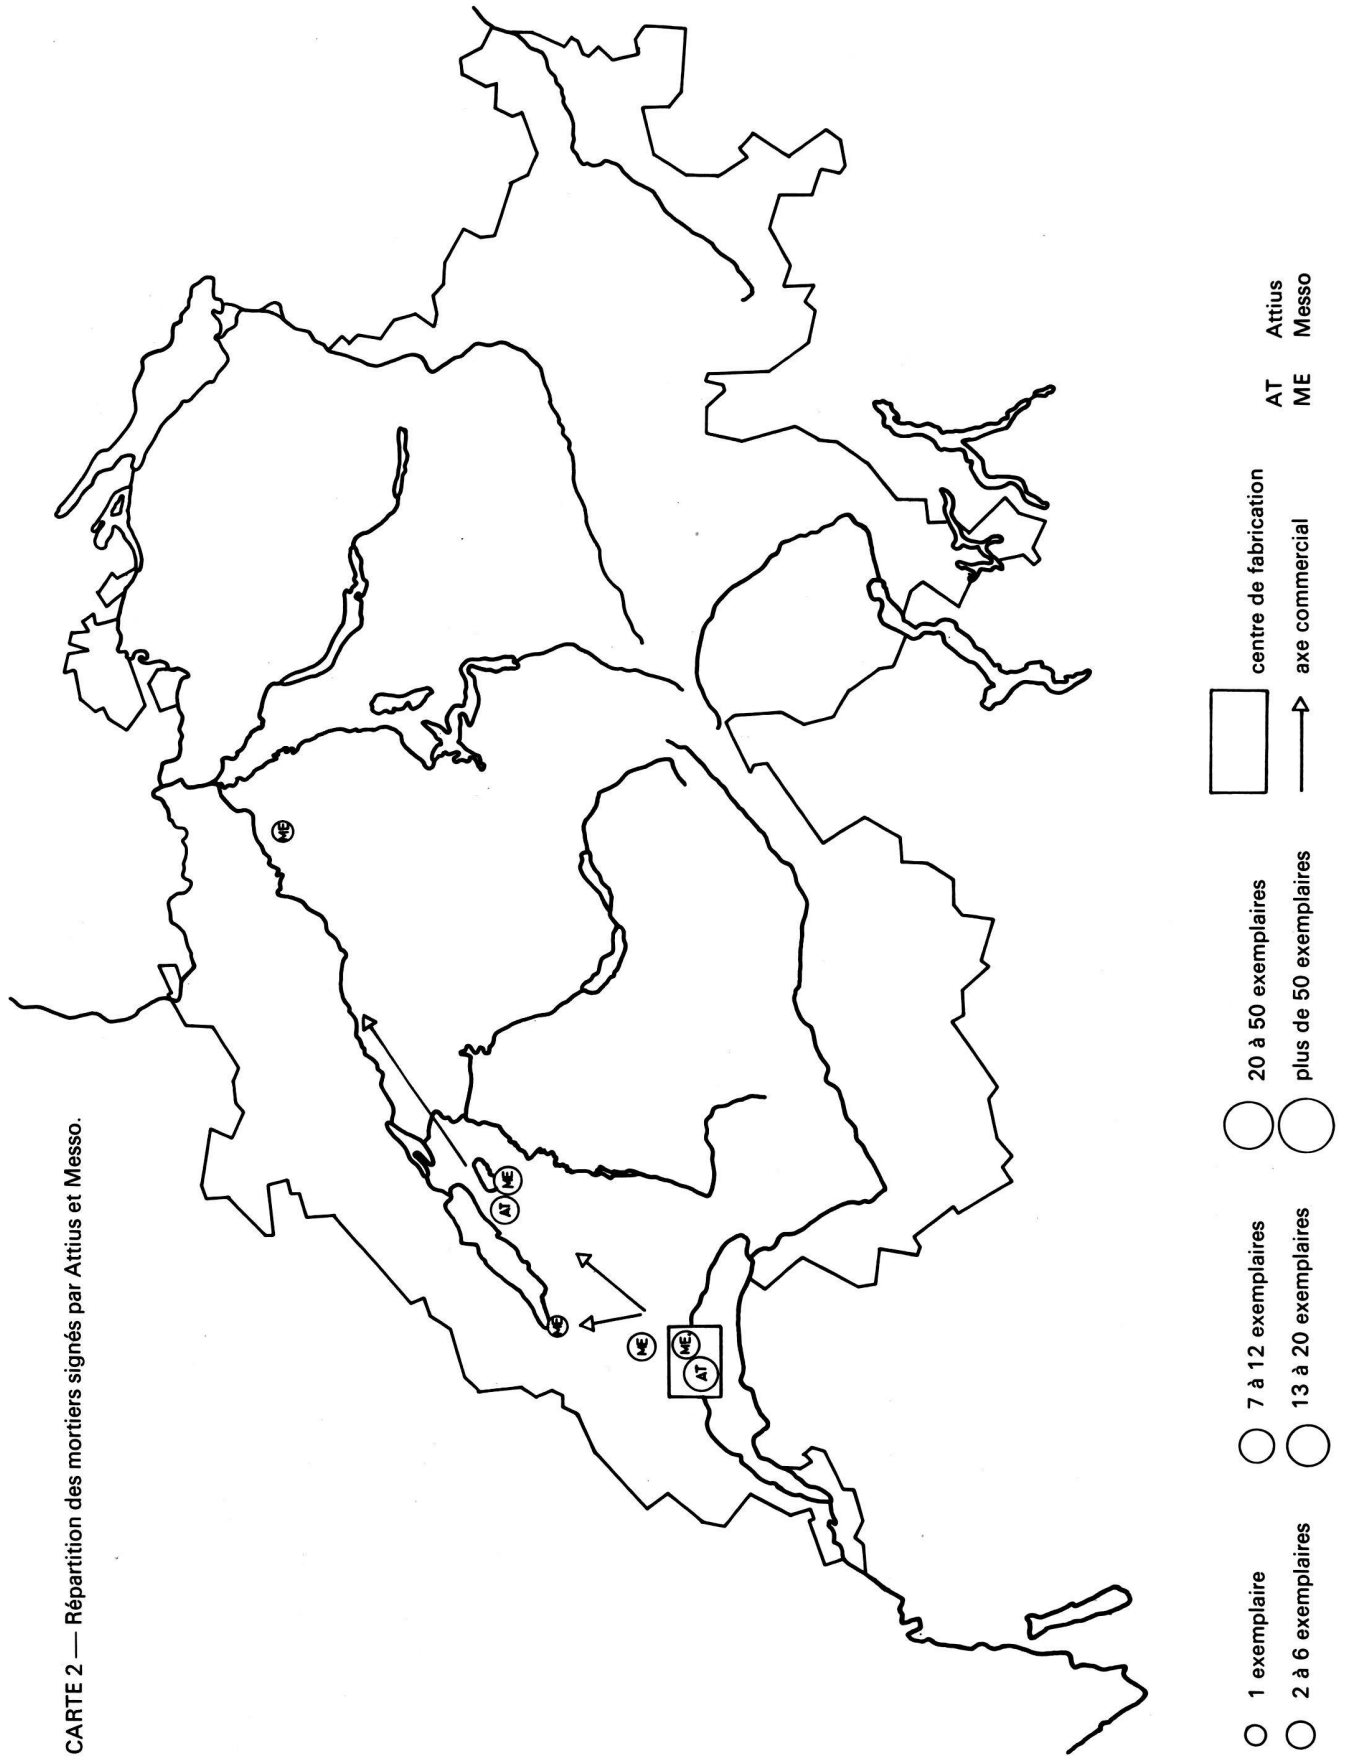 CARTE 2 — Répartition des mortiers signés par Attius et Messo.
ME
ME
AT
ME
ME
ME
AT
1 exemplaire
2 à 6 exemplaires
7 à 12 exemplaires
13 à 20 exemplaires
20 à 50 exemplaires
plus de 50 exemplaires
centre de fabrication
axe commercial
AT Attius
ME Messo